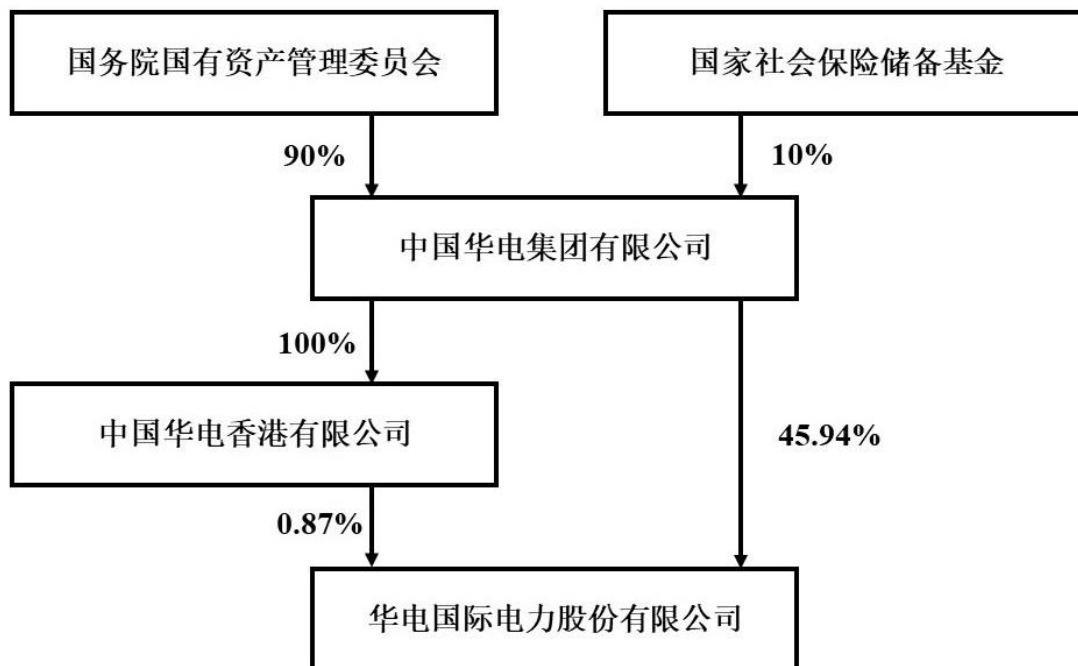 国务院国有资产管理委员会
国家社会保险储备基金
90%
10%
中国华电集团有限公司
100%
中国华电香港有限公司
45.94%
0.87%
华电国际电力股份有限公司